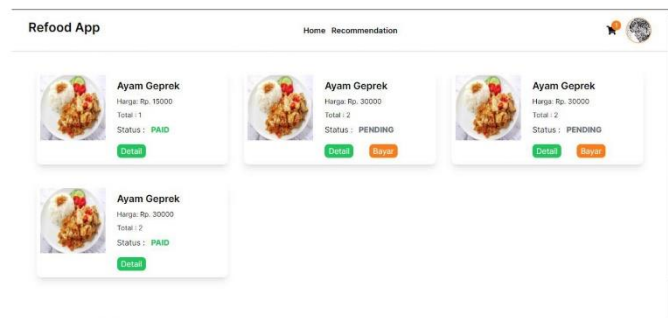 Refood App
Home Recommendation
Ayam Geprek
Harga: Rp. 15000
Total : 1
Status : PAID
Detail
Ayam Geprek
Harga: Rp. 30000
Total : 2
Status : PENDING
Detail Bayar
Ayam Geprek
Harga: Rp. 30000
Total : 2
Status : PENDING
Detail Bayar
Ayam Geprek
Harga: Rp. 30000
Total : 2
Status : PAID
Detail